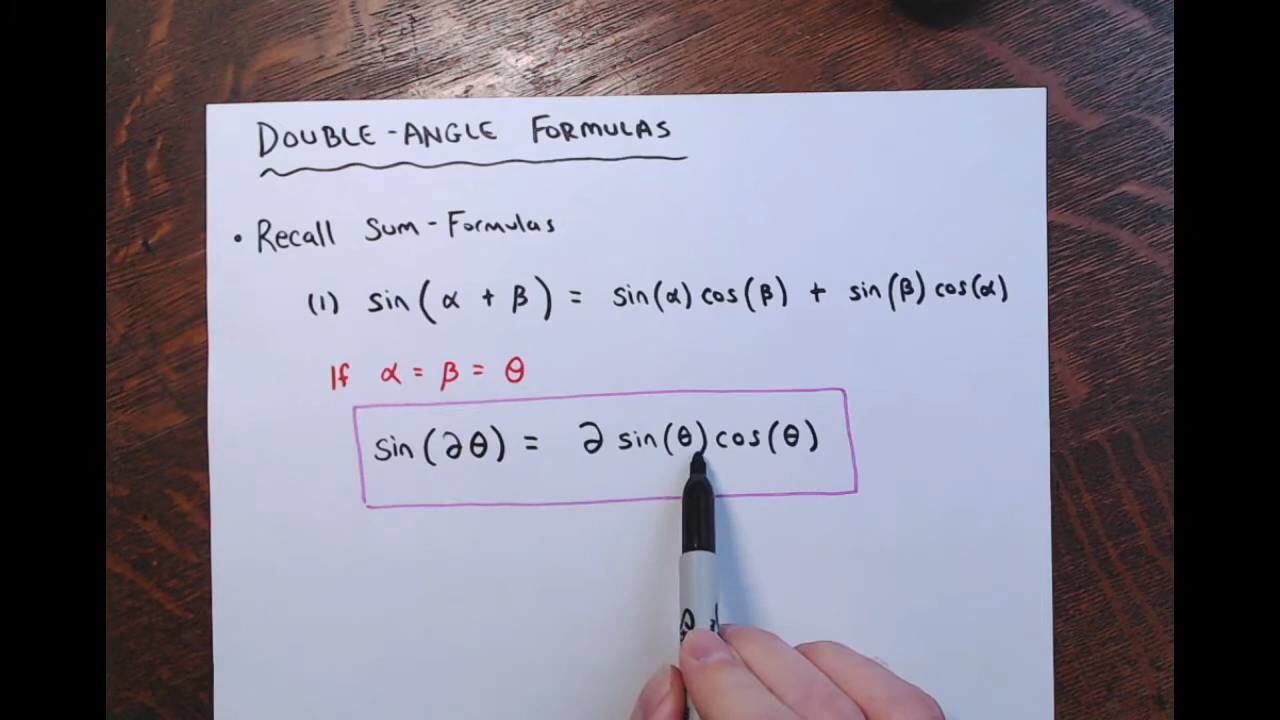 DOUBLE-ANGLE FORMULAS
• Recall Sum-Formulas
(1) sin(α + β) = sin(α) cos(β) + sin(β) cos(α)
If α = β = θ
sin(2θ) = 2 sin(θ) cos(θ)